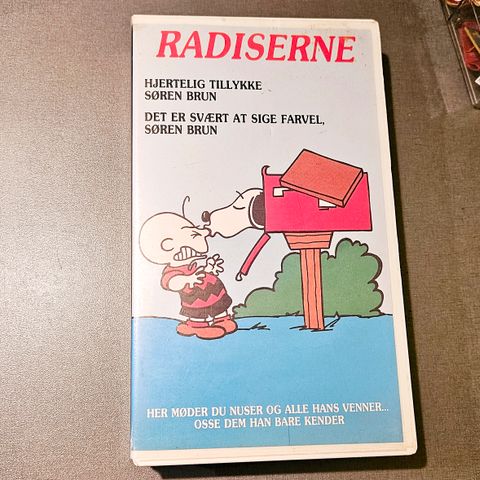 RADISERNE
HJERTELIG TILLYKKE
SØREN BRUN
DET ER SVÆRT AT SIGE FARVEL,
SØREN BRUN
HER MØDER DU NUSER OG ALLE HANS VENNER...
OSSE DEM HAN BARE KENDER